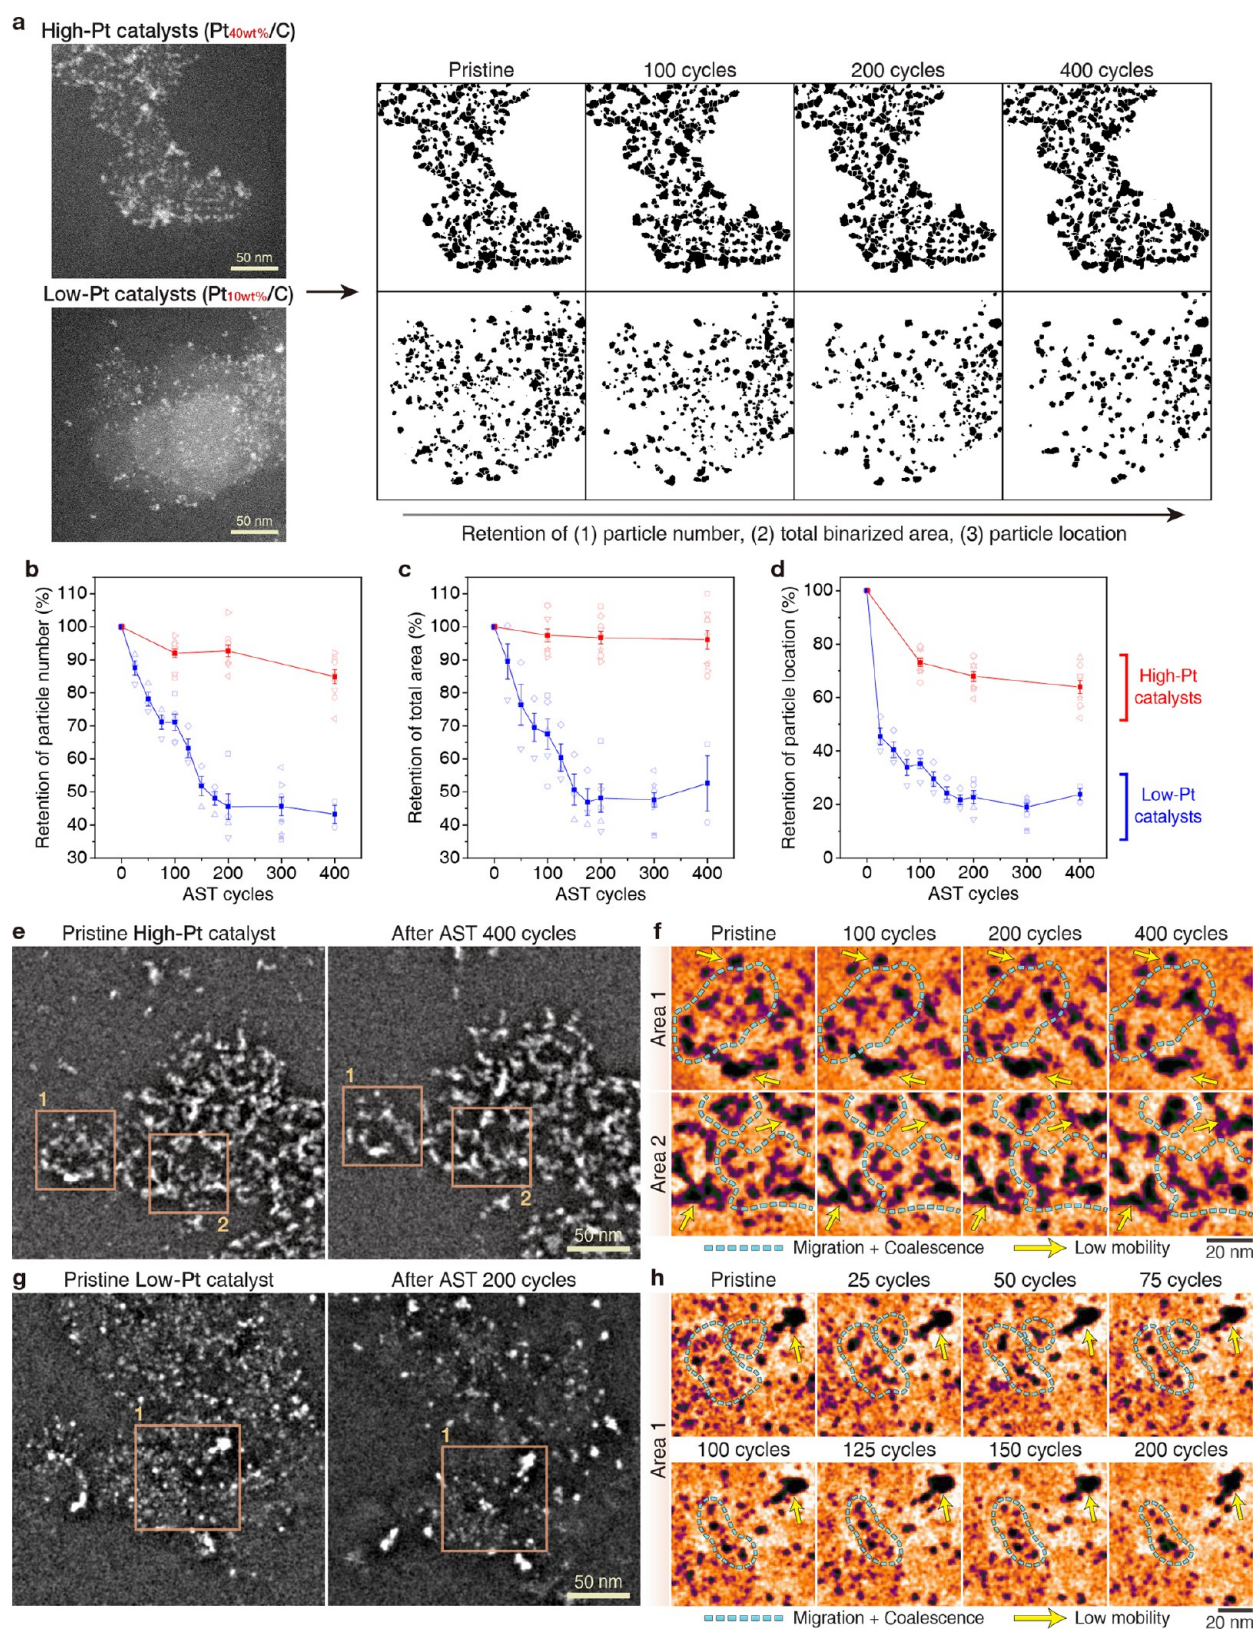 a
High-Pt catalysts (Pt40wt%/C)
50 nm
Low-Pt catalysts (Pt10wt%/C)
50 nm
Pristine 100 cycles 200 cycles 400 cycles
Retention of (1) particle number, (2) total binarized area, (3) particle location
b
Retention of particle number (%)
110
100
90
80
70
60
50
40
30
0 100 200 300 400
AST cycles
c
Retention of total area (%)
110
100
90
80
70
60
50
40
30
0 100 200 300 400
AST cycles
d
Retention of particle location (%)
100
80
60
40
20
0
0 100 200 300 400
AST cycles
High-Pt
catalysts
Low-Pt
catalysts
e
Pristine High-Pt catalyst After AST 400 cycles
1
2
1
2
50 nm
f
Pristine 100 cycles 200 cycles 400 cycles
Area 1
Area 2
Migration + Coalescence Low mobility
20 nm
g
Pristine Low-Pt catalyst After AST 200 cycles
1
1
50 nm
h
Pristine 25 cycles 50 cycles 75 cycles
Area 1
100 cycles 125 cycles 150 cycles 200 cycles
Migration + Coalescence Low mobility
20 nm